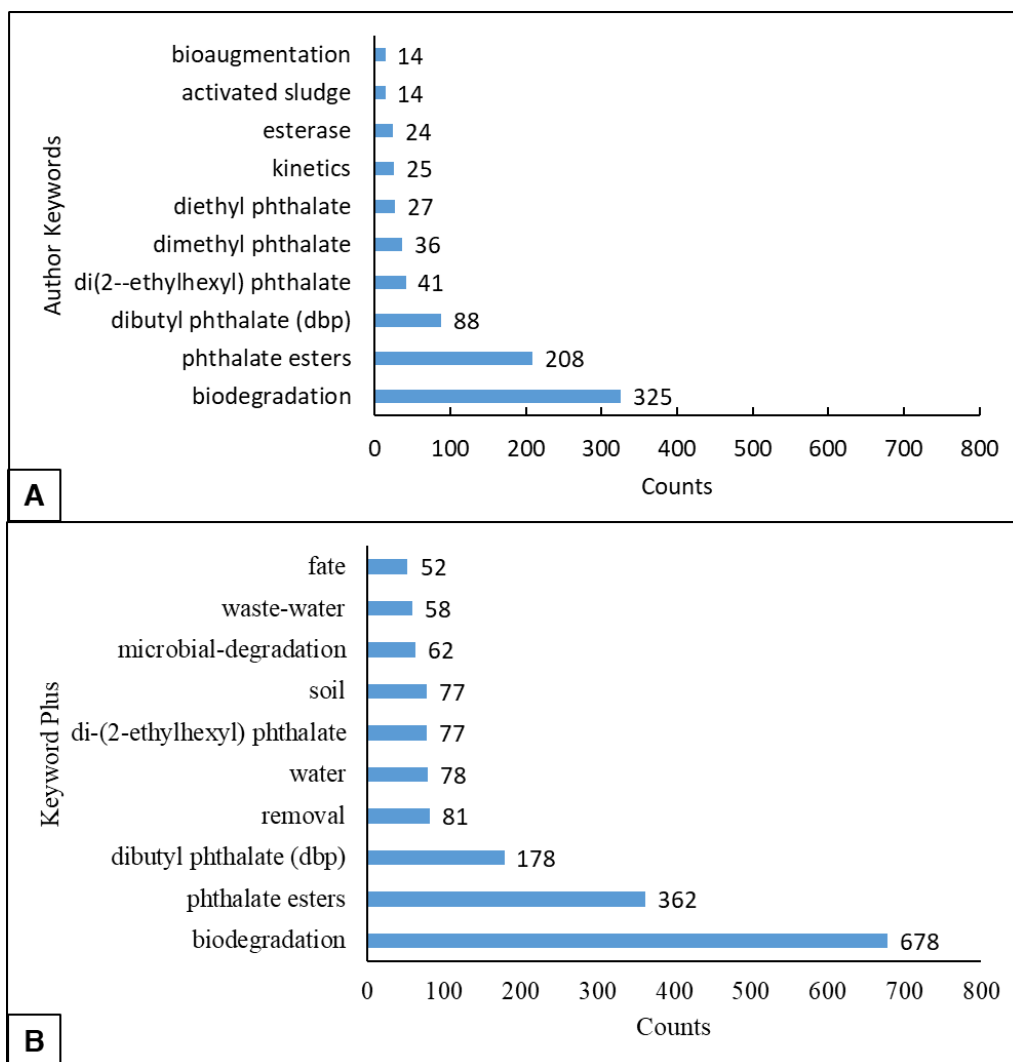 bioaugmentation 14
activated sludge 14
esterase 24
kinetics 25
diethyl phthalate 27
dimethyl phthalate 36
di(2--ethylhexyl) phthalate 41
dibutyl phthalate (dbp) 88
phthalate esters 208
biodegradation 325
Author Keywords
0 100 200 300 400 500 600 700 800
Counts
A
fate 52
waste-water 58
microbial-degradation 62
soil 77
di-(2-ethylhexyl) phthalate 77
water 78
removal 81
dibutyl phthalate (dbp) 178
phthalate esters 362
biodegradation 678
Keyword Plus
0 100 200 300 400 500 600 700 800
Counts
B